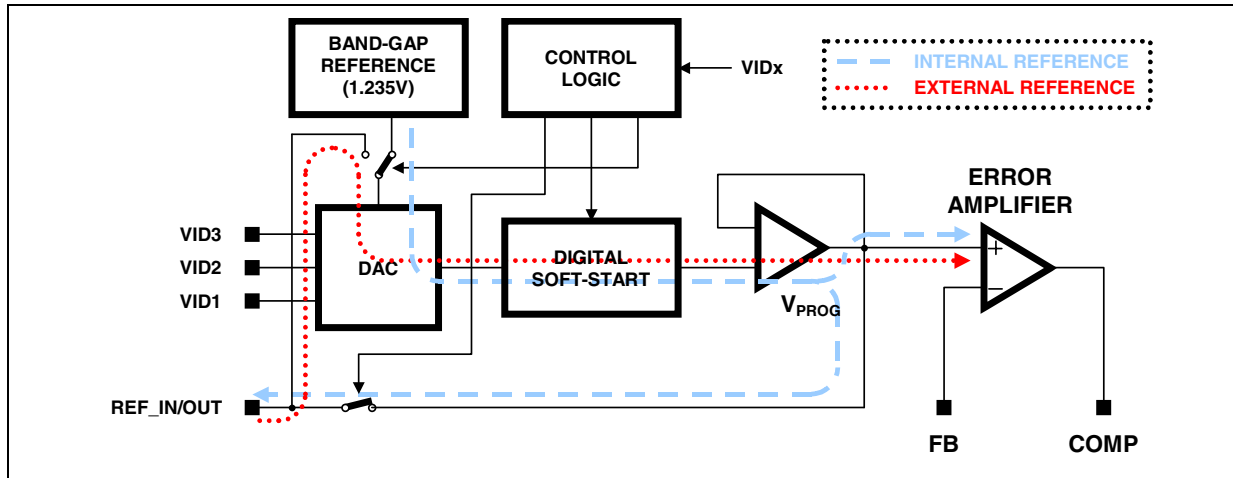 BAND-GAP
REFERENCE
(1.235V)
CONTROL
LOGIC
VIDx
INTERNAL REFERENCE
EXTERNAL REFERENCE
ERROR
AMPLIFIER
VID3
VID2
VID1
DAC
DIGITAL
SOFT-START
VPROG
+
−
REF_IN/OUT
FB
COMP